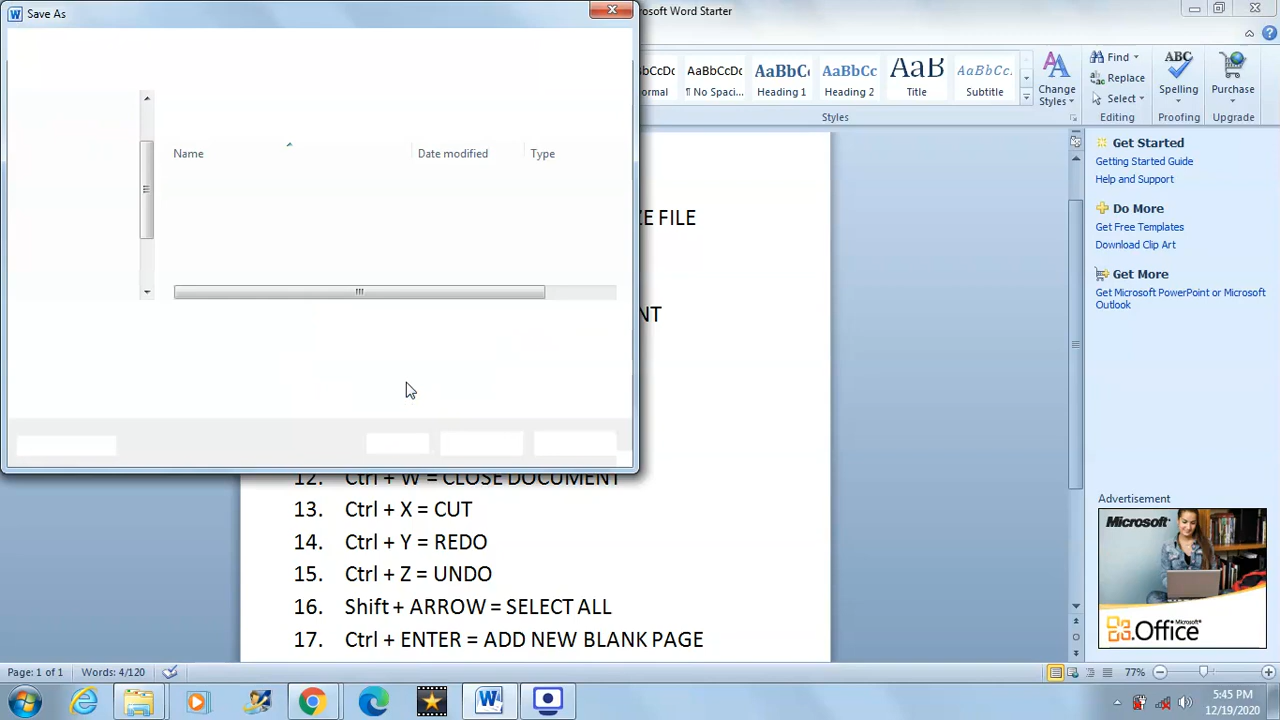 Save As
osoft Word Starter
Name
Date modified
Type
AaBbCcDc
AaBbCc
AaBbCc
AaB
AaBbCc.
ormal
¶ No Spaci...
Heading 1
Heading 2
Title
Subtitle
Change
Styles
Styles
Find
Replace
Select
Editing
ABC
Spelling
Proofing
Purchase
Upgrade
ZE FILE
NT
12. Ctrl + W = CLOSE DOCUMENT
13. Ctrl + X = CUT
14. Ctrl + Y = REDO
15. Ctrl + Z = UNDO
16. Shift + ARROW = SELECT ALL
17. Ctrl + ENTER = ADD NEW BLANK PAGE
Get Started
Getting Started Guide
Help and Support
Do More
Get Free Templates
Download Clip Art
Get More
Get Microsoft PowerPoint or Microsoft
Outlook
Advertisement
Microsoft
Microsoft
Office
Page: 1 of 1
Words: 4/120
77%
5:45 PM
12/19/2020